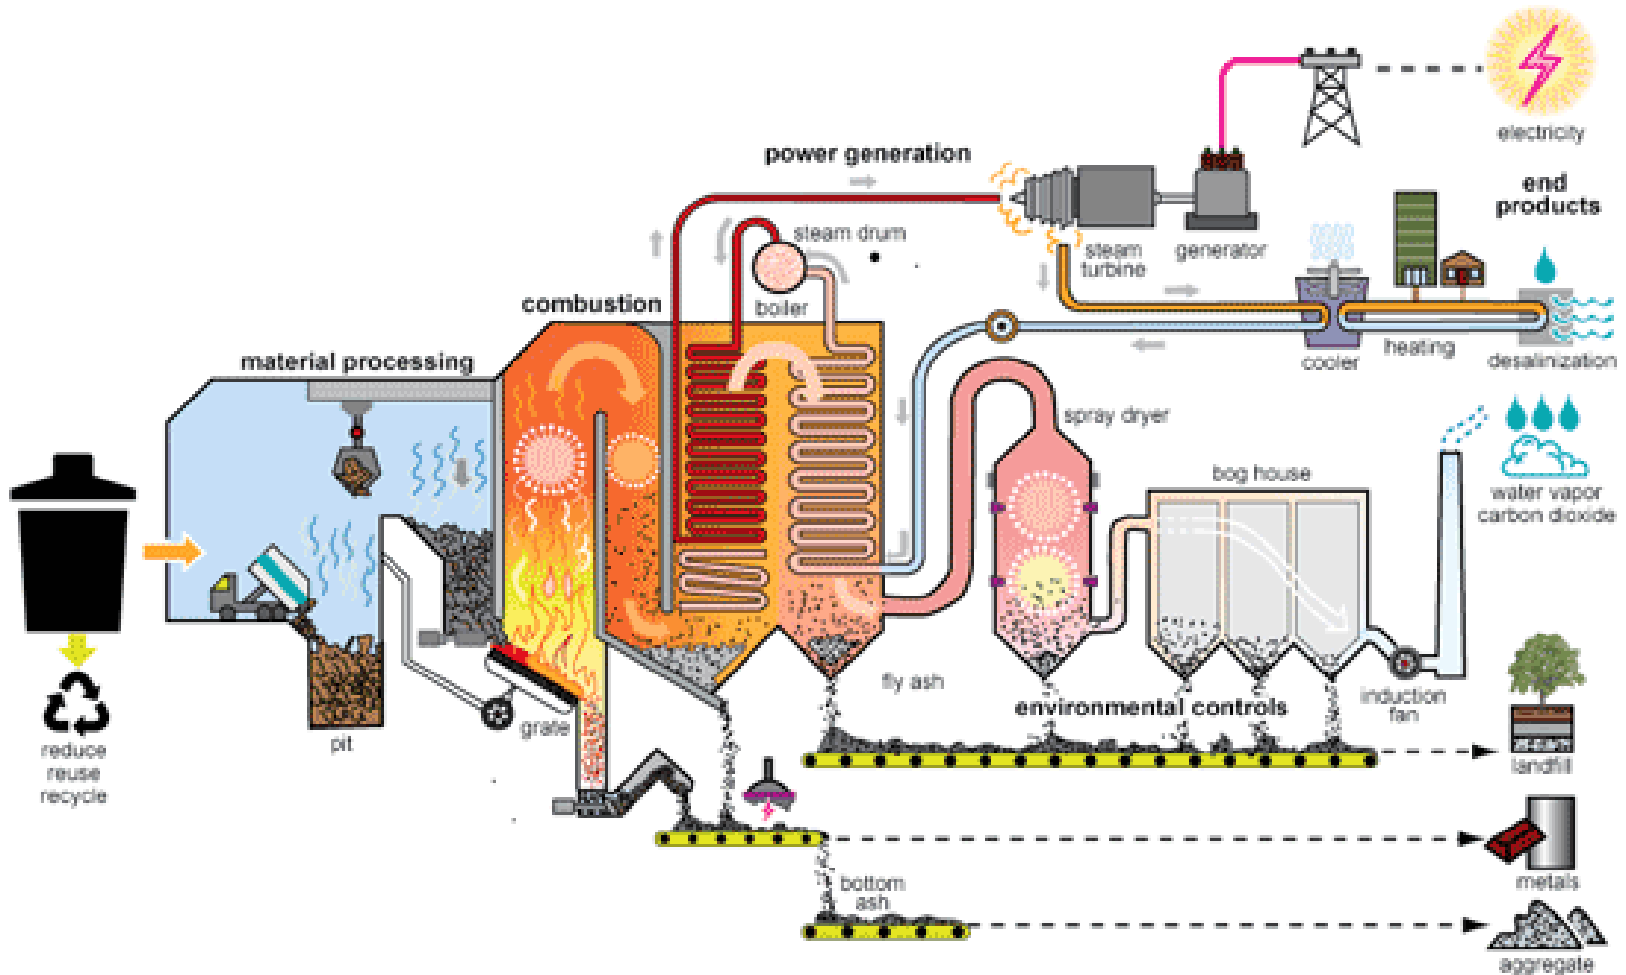 electricity
power generation
end
products
steam drum
steam
turbine
generator
combustion
boiler
material processing
cooler
heating
desalinization
spray dryer
bog house
water vapor
carbon dioxide
fly ash
environmental controls
induction
fan
grate
pit
reduce
reuse
recycle
landfill
bottom
ash
metals
aggregate